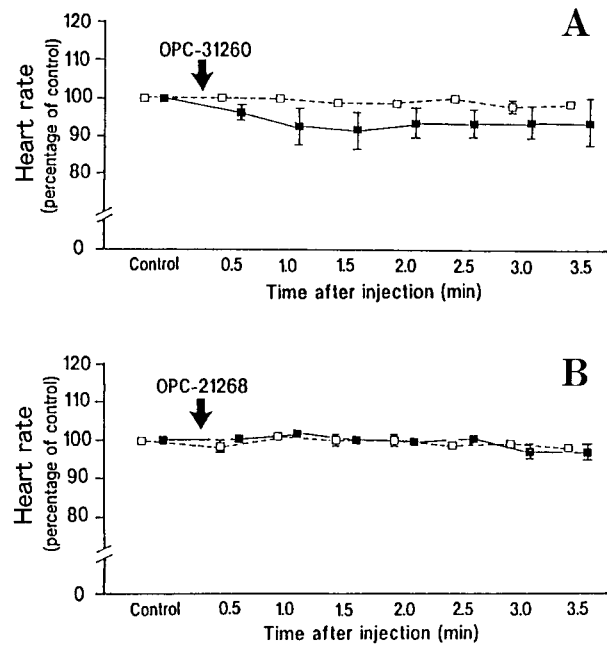 A
OPC-31260
120
110
100
90
80
0
Heart rate
(percentage of control)
Control 0.5 1.0 1.5 2.0 2.5 3.0 3.5
Time after injection (min)
B
OPC-21268
120
110
100
90
80
0
Heart rate
(percentage of control)
Control 0.5 1.0 1.5 2.0 2.5 3.0 3.5
Time after injection (min)